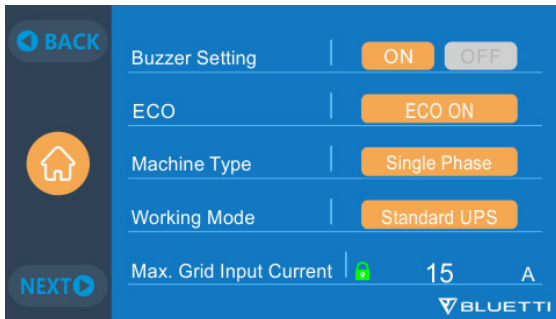 BACK
Buzzer Setting ON OFF
ECO ECO ON
Machine Type Single Phase
Working Mode Standard UPS
Max. Grid Input Current 15 A
NEXT
BLUETTI